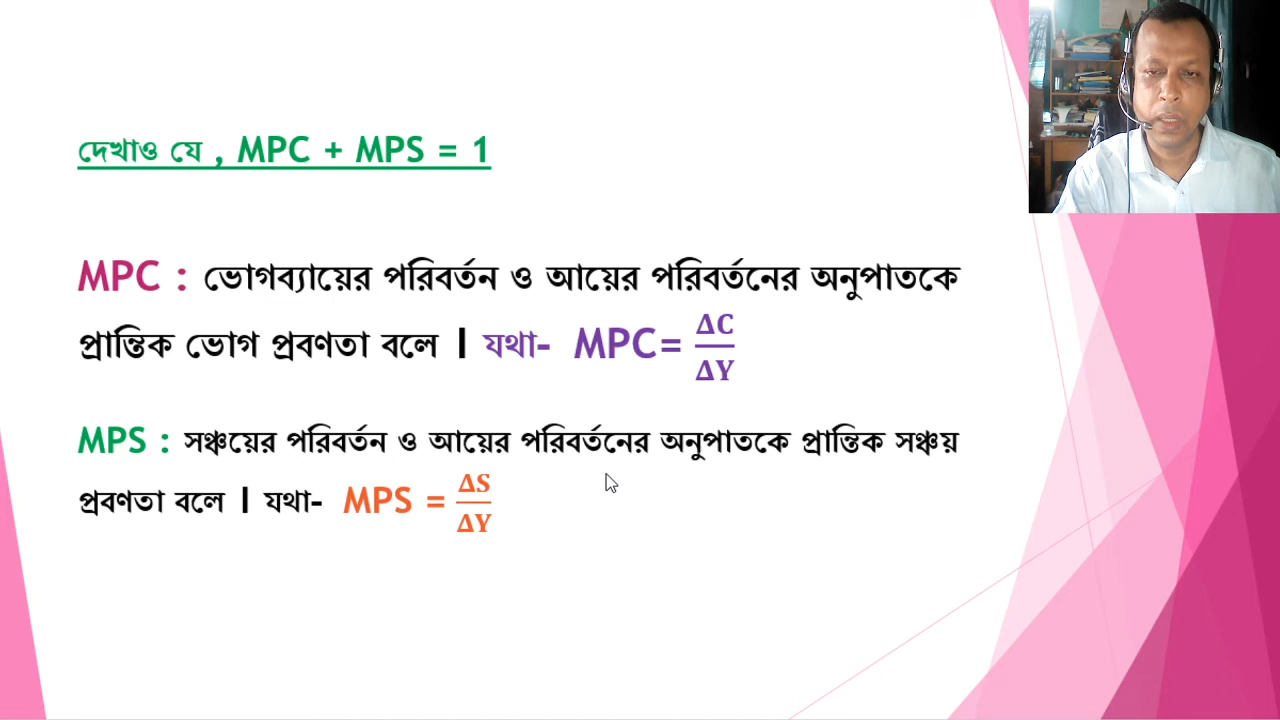 দেখাও যে , MPC + MPS = 1
MPC : ভোগব্যায়ের পরিবর্তন ও আয়ের পরিবর্তনের অনুপাতকে
প্রান্তিক ভোগ প্রবণতা বলে । যথা- MPC= ΔC/ΔY
MPS : সঞ্চয়ের পরিবর্তন ও আয়ের পরিবর্তনের অনুপাতকে প্রান্তিক সঞ্চয়
প্রবণতা বলে । যথা- MPS = ΔS/ΔY